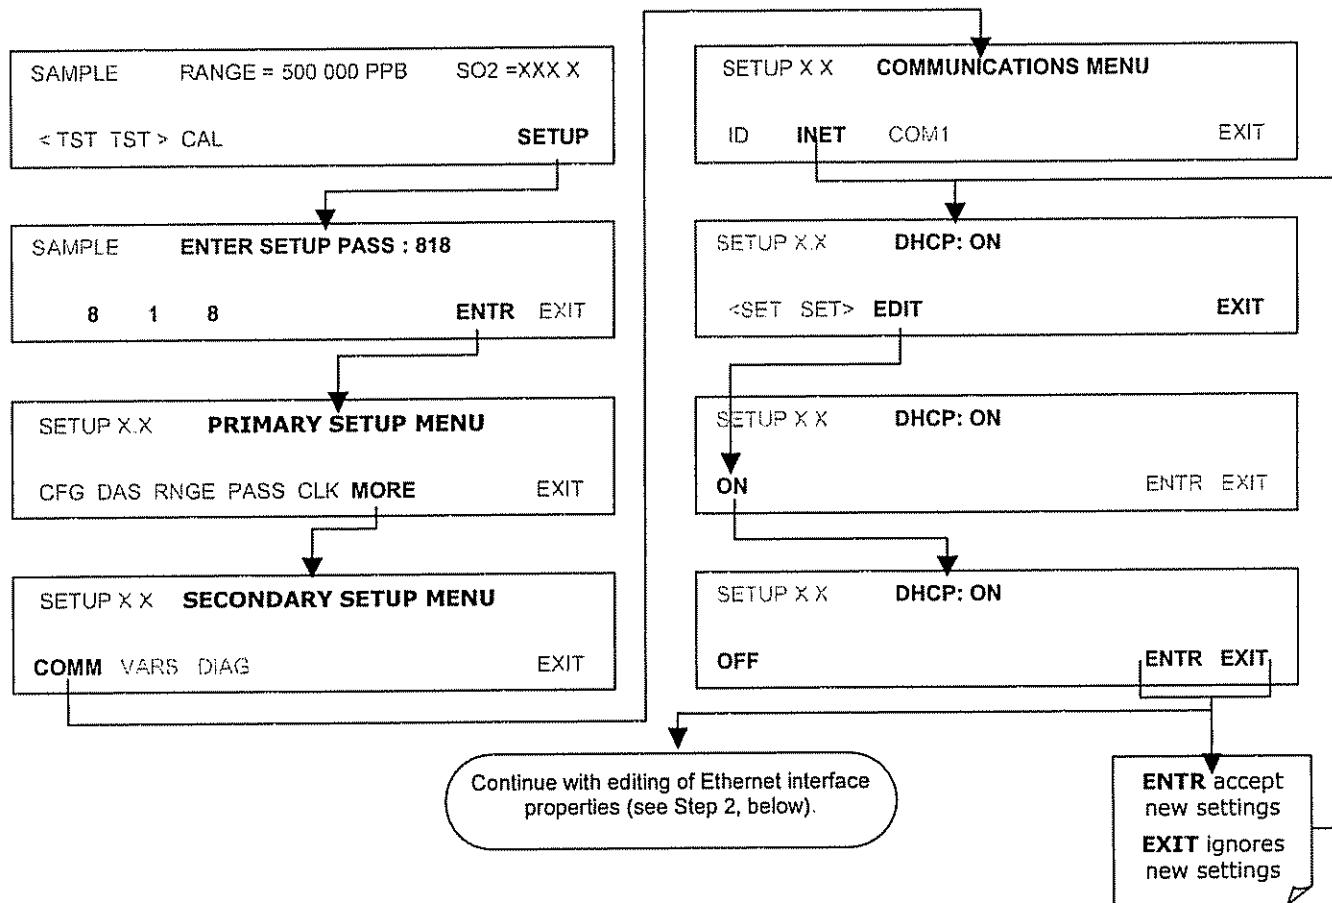 SAMPLE RANGE = 500 000 PPB SO2 =XXX X
< TST TST > CAL SETUP
SAMPLE ENTER SETUP PASS : 818
8 1 8 ENTR EXIT
SETUP X.X PRIMARY SETUP MENU
CFG DAS RNGE PASS CLK MORE EXIT
SETUP X X SECONDARY SETUP MENU
COMM VARS DIAG EXIT
SETUP X X COMMUNICATIONS MENU
ID INET COM1 EXIT
SETUP X.X DHCP: ON
<SET SET> EDIT EXIT
SETUP X X DHCP: ON
ON ENTR EXIT
SETUP X X DHCP: ON
OFF ENTR EXIT
Continue with editing of Ethernet interface
properties (see Step 2, below).
ENTR accept
new settings
EXIT ignores
new settings